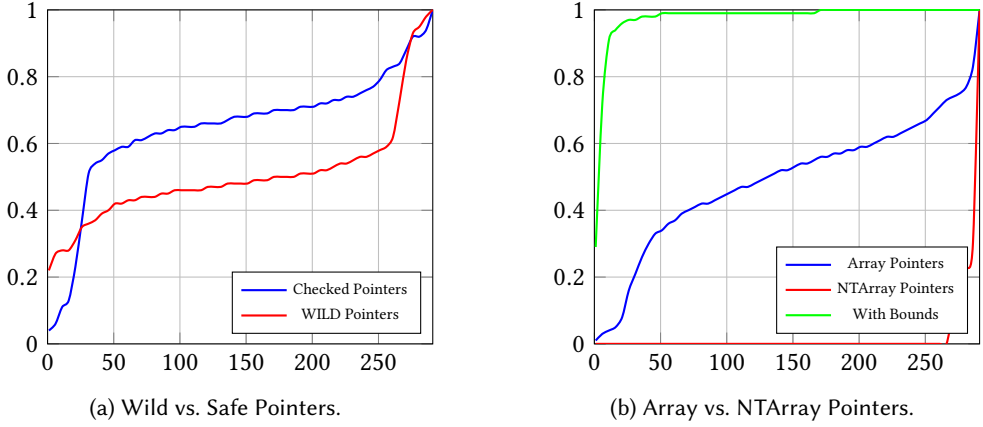 1
0.8
0.6
0.4
0.2
0
0 50 100 150 200 250
Checked Pointers
WILD Pointers
(a) Wild vs. Safe Pointers.
1
0.8
0.6
0.4
0.2
0
0 50 100 150 200 250
Array Pointers
NTArray Pointers
With Bounds
(b) Array vs. NTArray Pointers.